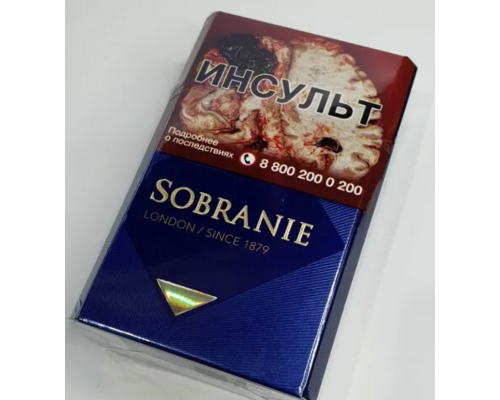 ИНСУЛЬТ
Подробнее
о последствиях
8 800 200 0 200
SOBRANIE
LONDON / SINCE 1879